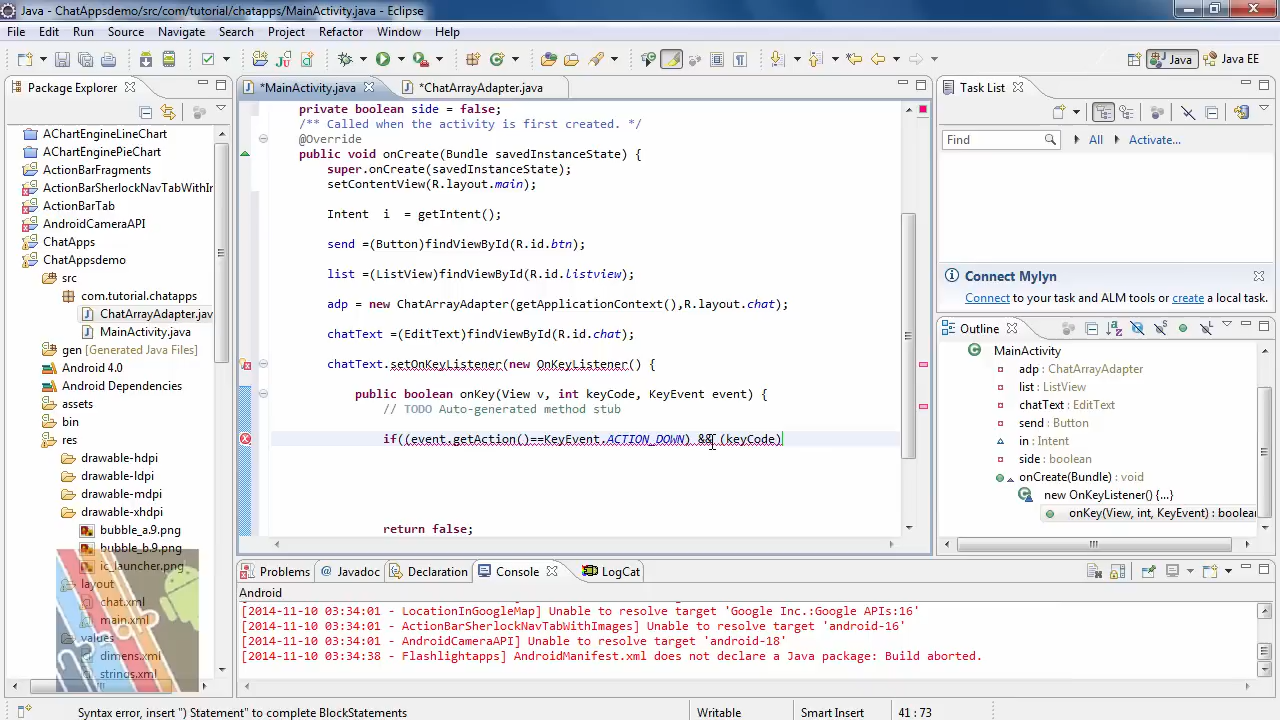 Java - ChatAppsdemo/src/com/tutorial/chatapps/MainActivity.java - Eclipse
File Edit Run Source Navigate Search Project Refactor Window Help
Java Java EE
Package Explorer
AChartEngineLineChart
AChartEnginePieChart
ActionBarFragments
ActionBarSherlockNavTabWithIr
ActionBarTab
AndroidCameraAPI
ChatApps
ChatAppsdemo
src
com.tutorial.chatapps
ChatArrayAdapter.jav
MainActivity.java
gen [Generated Java Files]
Android 4.0
Android Dependencies
assets
bin
res
drawable-hdpi
drawable-ldpi
drawable-mdpi
drawable-xhdpi
bubble_a.9.png
bubble_b.9.png
ic_launcher.png
layout
chat.xml
main.xml
values
dimens.xml
strings.xml
*MainActivity.java *ChatArrayAdapter.java
private boolean side = false;
/** Called when the activity is first created. */
@Override
public void onCreate(Bundle savedInstanceState) {
super.onCreate(savedInstanceState);
setContentView(R.layout.main);
Intent i = getIntent();
send =(Button)findViewById(R.id.btn);
list =(ListView)findViewById(R.id.listview);
adp = new ChatArrayAdapter(getApplicationContext(),R.layout.chat);
chatText =(EditText)findViewById(R.id.chat);
chatText.setOnKeyListener(new OnKeyListener() {
public boolean onKey(View v, int keyCode, KeyEvent event) {
// TODO Auto-generated method stub
if((event.getAction()==KeyEvent.ACTION_DOWN) && (keyCode)
return false;
Task List
Find All Activate...
Connect Mylyn
Connect to your task and ALM tools or create a local task.
Outline
MainActivity
adp : ChatArrayAdapter
list : ListView
chatText : EditText
send : Button
in : Intent
side : boolean
onCreate(Bundle) : void
new OnKeyListener() {...}
onKey(View, int, KeyEvent) : boolean
Problems Javadoc Declaration Console LogCat
Android
[2014-11-10 03:34:01 - LocationInGoogleMap] Unable to resolve target 'Google Inc.:Google APIs:16'
[2014-11-10 03:34:01 - ActionBarSherlockNavTabWithImages] Unable to resolve target 'android-16'
[2014-11-10 03:34:01 - AndroidCameraAPI] Unable to resolve target 'android-18'
[2014-11-10 03:34:38 - Flashlightapps] AndroidManifest.xml does not declare a Java package: Build aborted.
Syntax error, insert ") Statement" to complete BlockStatements Writable Smart Insert 41 : 73